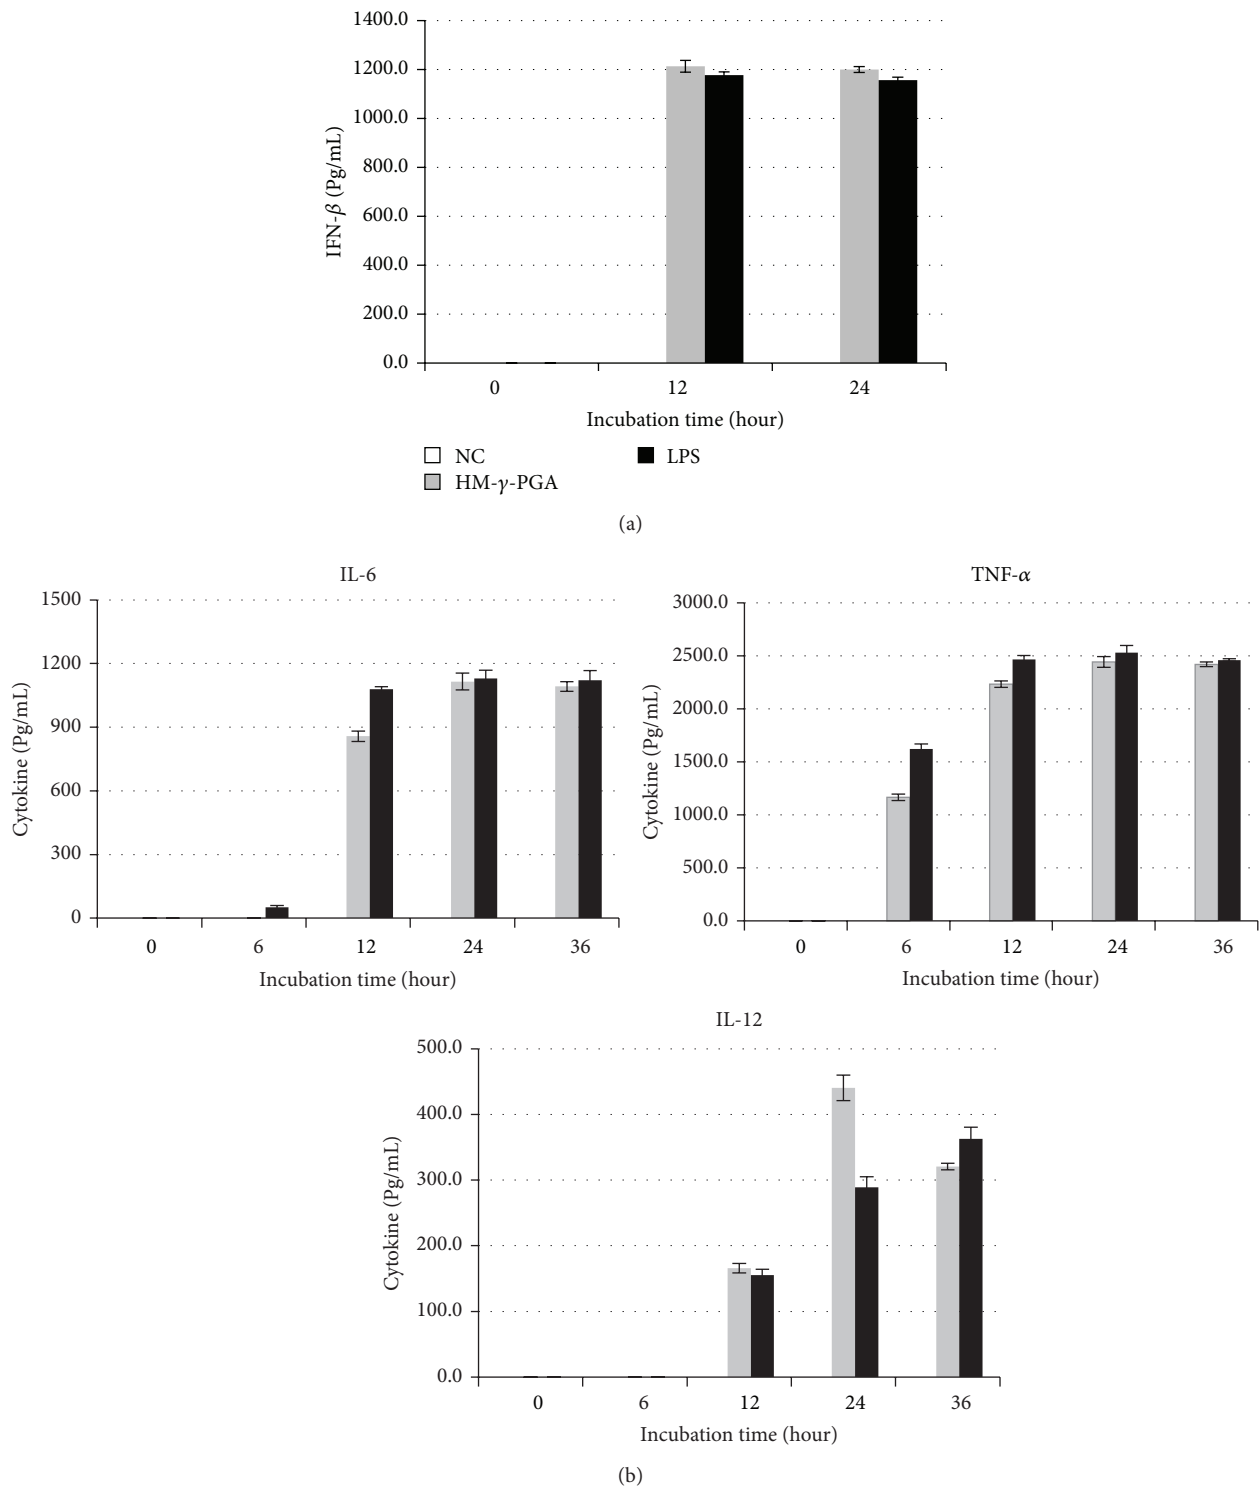 1400.0
1200.0
1000.0
800.0
600.0
400.0
200.0
0.0
IFN-β (Pg/mL)
0 12 24
Incubation time (hour)
NC LPS
HM-γ-PGA
(a)
IL-6
1500
1200
900
600
300
0
Cytokine (Pg/mL)
0 6 12 24 36
Incubation time (hour)
TNF-α
3000.0
2500.0
2000.0
1500.0
1000.0
500.0
0.0
Cytokine (Pg/mL)
0 6 12 24 36
Incubation time (hour)
IL-12
500.0
400.0
300.0
200.0
100.0
0.0
Cytokine (Pg/mL)
0 6 12 24 36
Incubation time (hour)
(b)